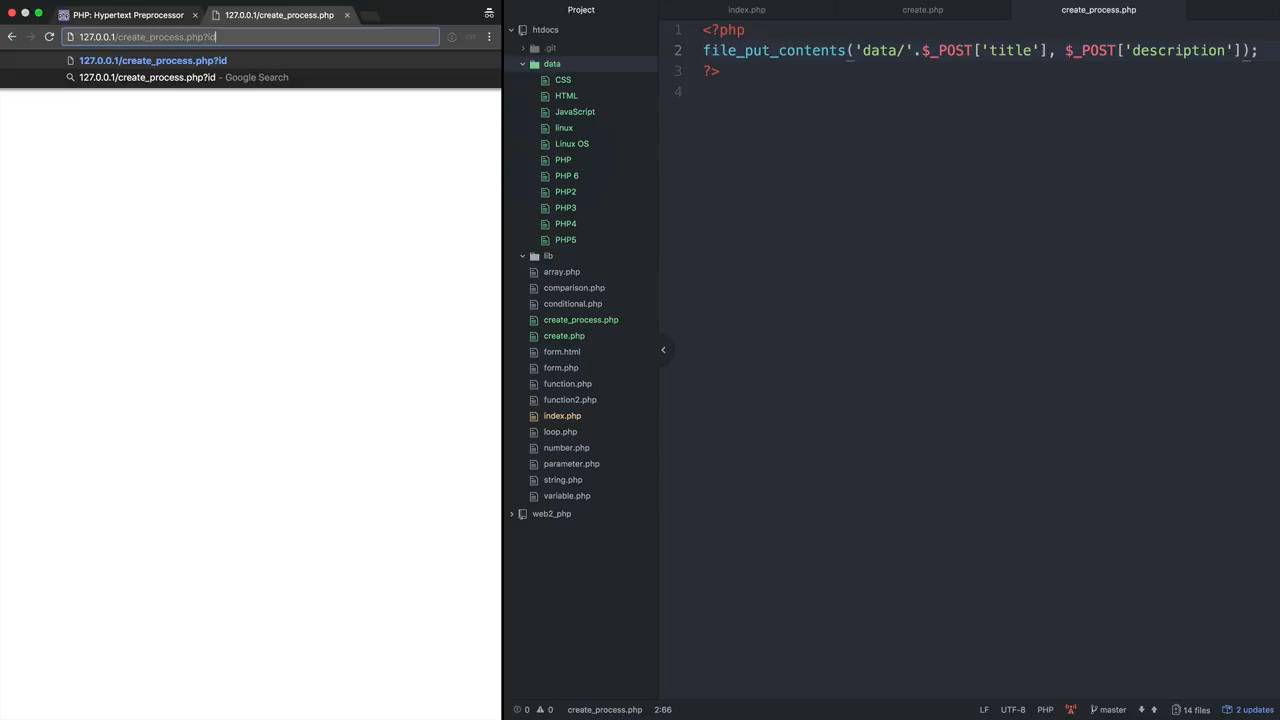 PHP: Hypertext Preprocessor
127.0.0.1/create_process.php
127.0.0.1/create_process.php?id
127.0.0.1/create_process.php?id
127.0.0.1/create_process.php?id – Google Search
Project
htdocs
.git
data
CSS
HTML
JavaScript
linux
Linux OS
PHP
PHP 6
PHP2
PHP3
PHP4
PHP5
lib
array.php
comparison.php
conditional.php
create_process.php
create.php
form.html
form.php
function.php
function2.php
index.php
loop.php
number.php
parameter.php
string.php
variable.php
web2_php
index.php
create.php
create_process.php
1 <?php
2 file_put_contents('data/'.$_POST['title'], $_POST['description']);
3 ?>
4
0 0 create_process.php 2:66
LF UTF-8 PHP master 14 files 2 updates